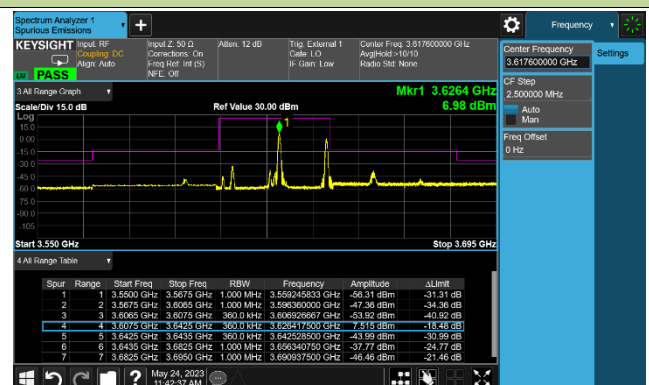 Spectrum Analyzer 1
Spurious Emissions
Frequency
KEYSIGHT Input: RF
Coupling: DC
Align: Auto
Input Z: 50 Ω
Corrections: On
Freq Ref: Int (S)
NFE: Off
Atten: 12 dB
Trig: External 1
Gate: LO
IF Gain: Low
Center Freq: 3.617600000 GHz
Avg|Hold:>10/10
Radio Std: None
LU PASS
Center Frequency
3.617600000 GHz
Settings
CF Step
2.500000 MHz
Auto
Man
Freq Offset
0 Hz
3 All Range Graph
Mkr1 3.6264 GHz
Scale/Div 15.0 dB
Ref Value 30.00 dBm
6.98 dBm
Log
1
15.0
0.00
-15.0
-30.0
-45.0
-60.0
-75.0
-90.0
-105
Start 3.550 GHz
Stop 3.695 GHz
4 All Range Table
Spur Range Start Freq Stop Freq RBW Frequency Amplitude ΔLimit
1 1 3.5500 GHz 3.5675 GHz 1.000 MHz 3.559245833 GHz -56.31 dBm -31.31 dB
2 2 3.5675 GHz 3.6065 GHz 1.000 MHz 3.596360000 GHz -47.36 dBm -34.36 dB
3 3 3.6065 GHz 3.6075 GHz 360.0 kHz 3.606926667 GHz -53.92 dBm -40.92 dB
4 4 3.6075 GHz 3.6425 GHz 360.0 kHz 3.626417500 GHz 7.515 dBm -18.48 dB
5 5 3.6425 GHz 3.6435 GHz 360.0 kHz 3.642528500 GHz -43.99 dBm -30.99 dB
6 6 3.6435 GHz 3.6825 GHz 1.000 MHz 3.656340750 GHz -37.77 dBm -24.77 dB
7 7 3.6825 GHz 3.6950 GHz 1.000 MHz 3.690937500 GHz -46.46 dBm -21.46 dB
May 24, 2023
11:42:37 AM